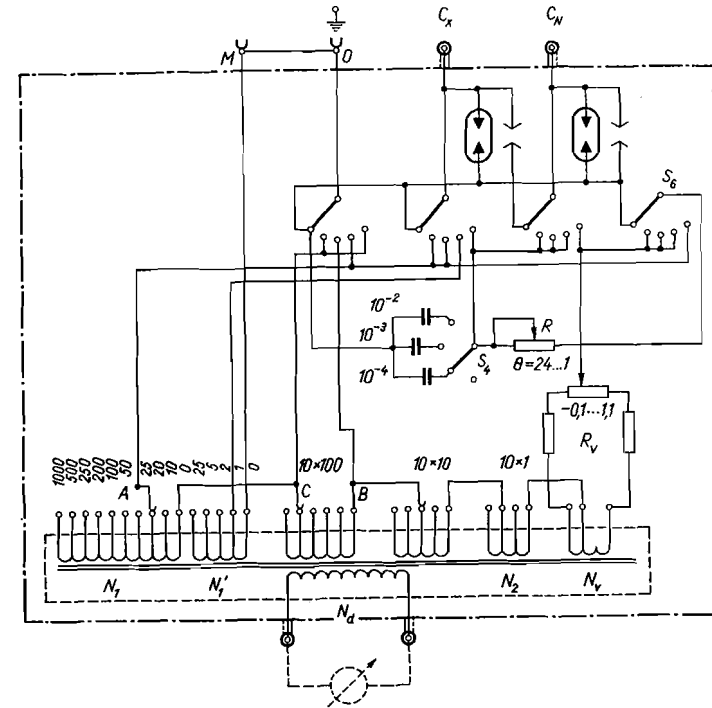 C_x
C_N
M
O
S_6
10^-2
10^-3
10^-4
S_4
R
ϑ=24...1
-0,1...1,1
R_v
1000
500
250
200
100
50
25
20
10
0
25
5
2
1
0
10×100
10×10
10×1
A
C
B
N_1
N_1'
N_2
N_v
N_d